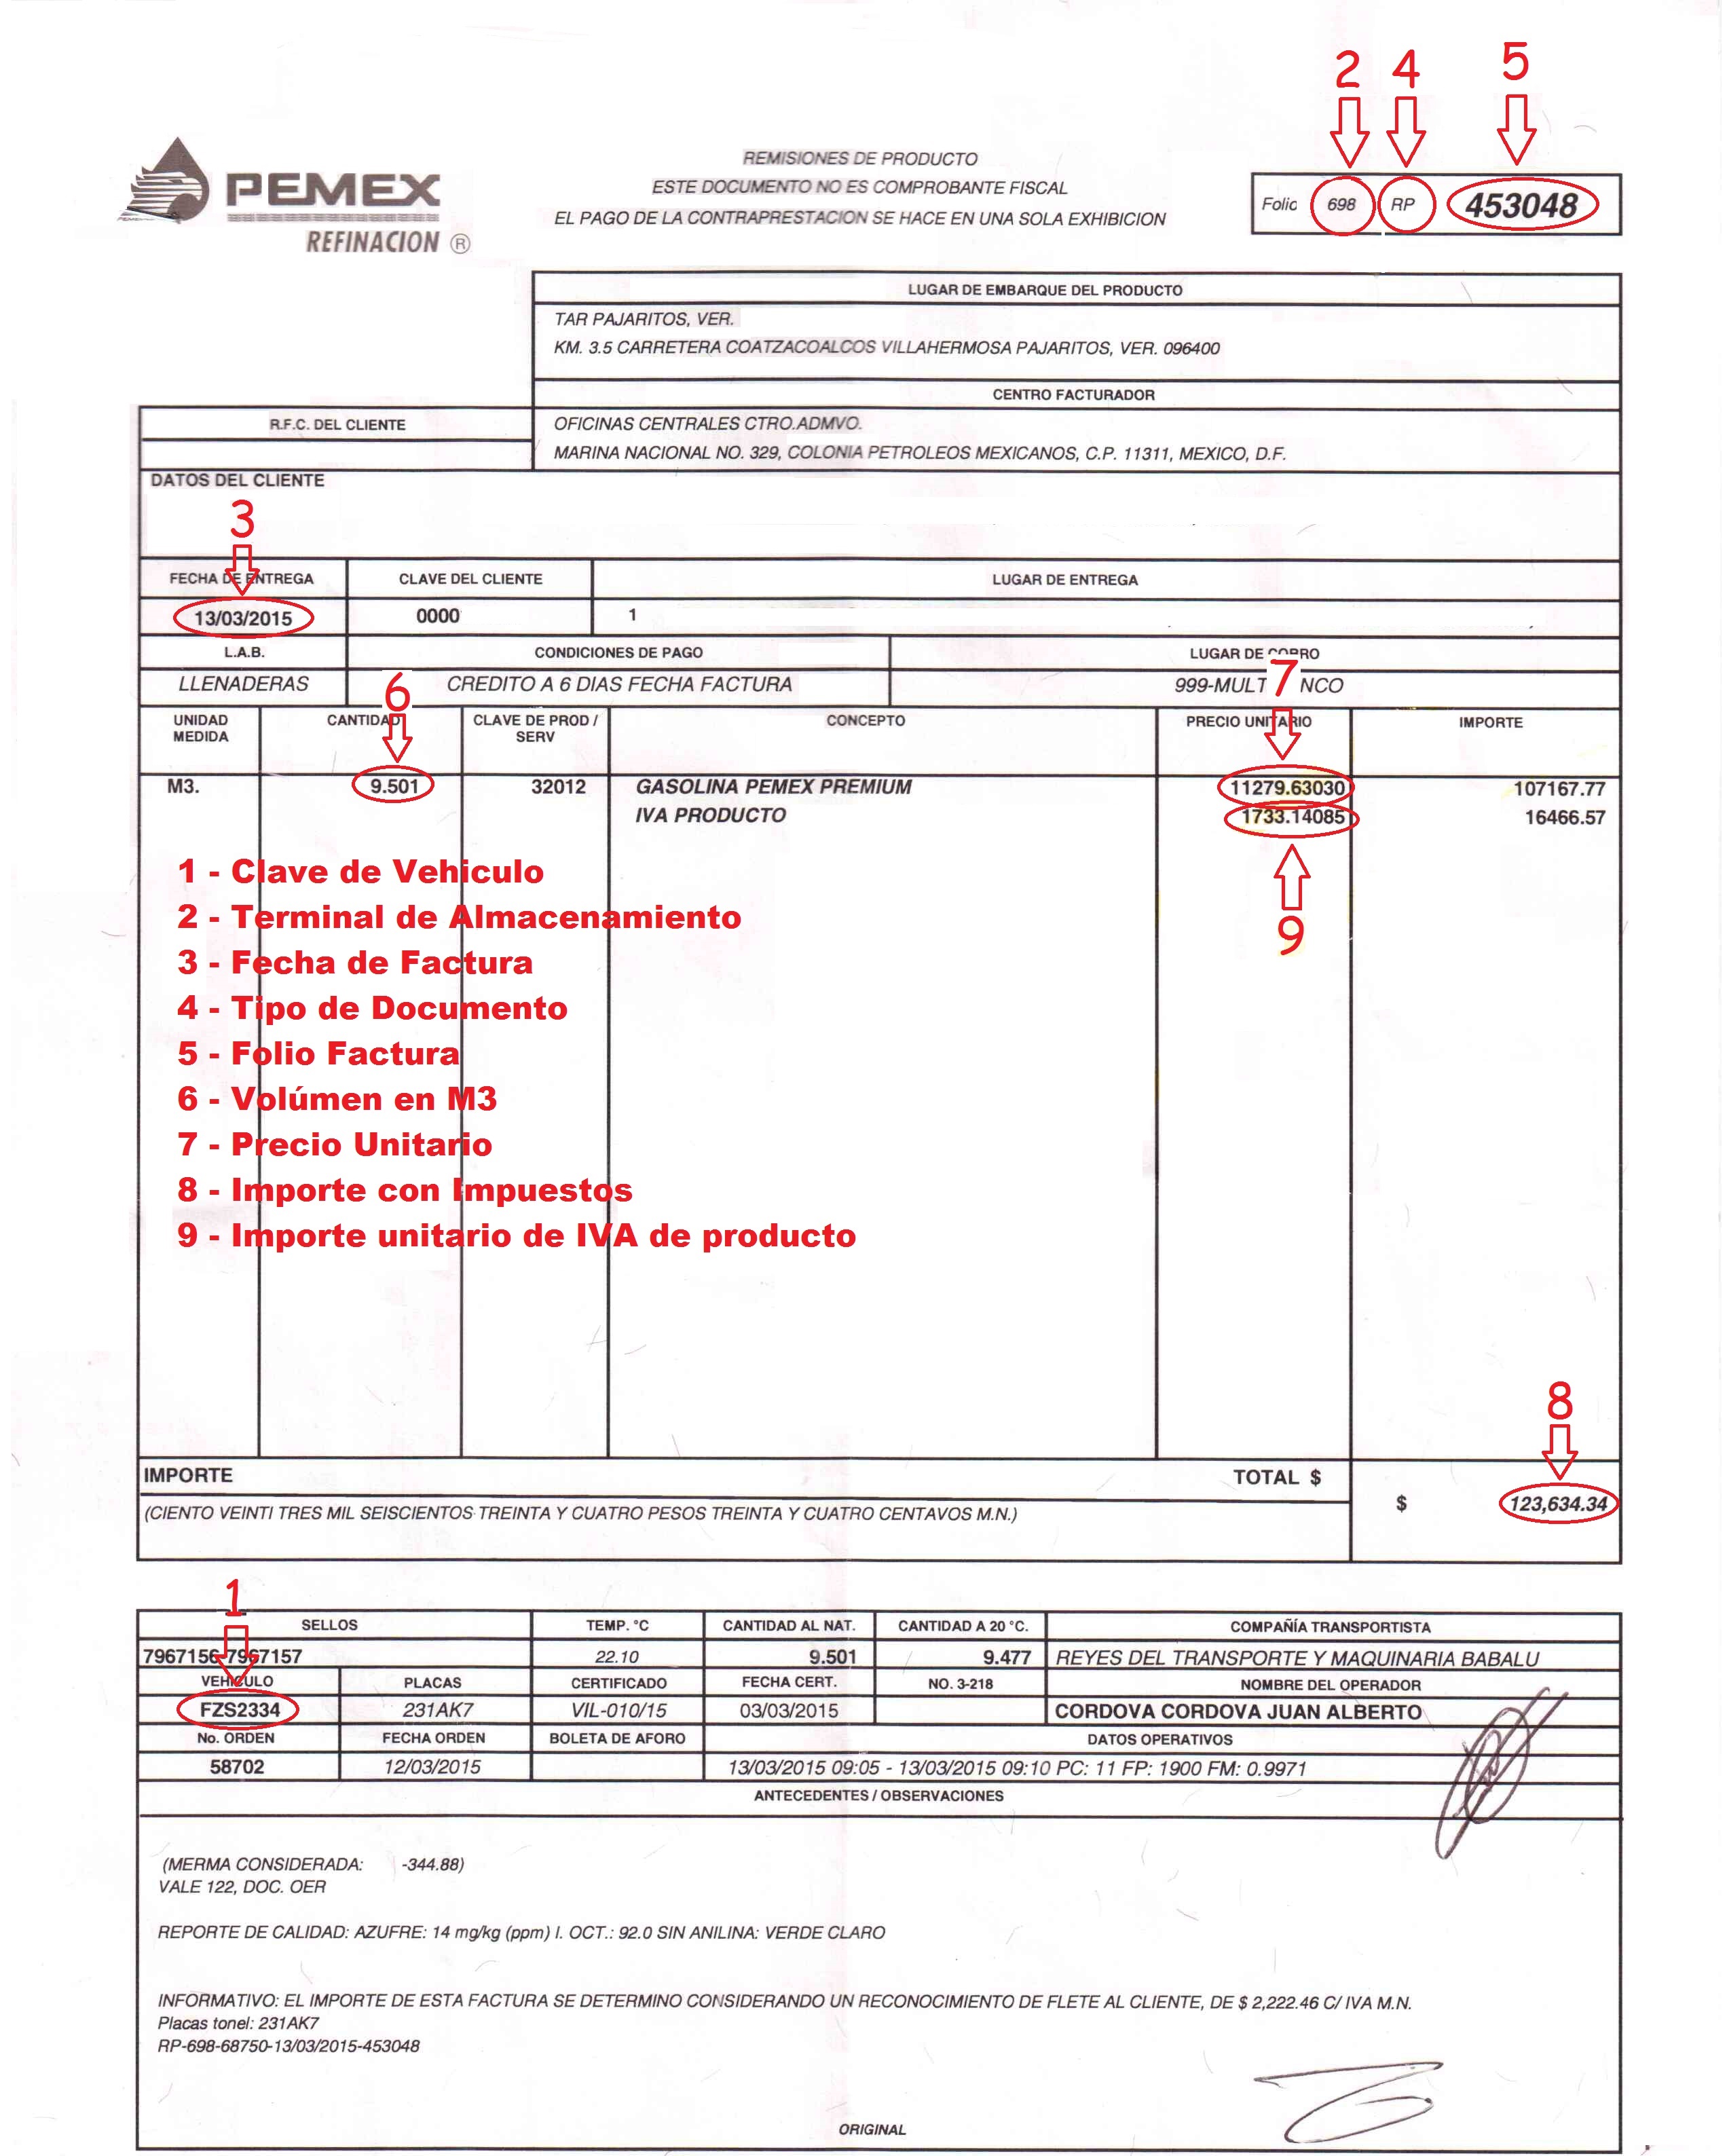 2 4 5
PEMEX
REFINACION ®
REMISIONES DE PRODUCTO
ESTE DOCUMENTO NO ES COMPROBANTE FISCAL
EL PAGO DE LA CONTRAPRESTACION SE HACE EN UNA SOLA EXHIBICION
Folio 698 RP 453048
LUGAR DE EMBARQUE DEL PRODUCTO
TAR PAJARITOS, VER.
KM. 3.5 CARRETERA COATZACOALCOS VILLAHERMOSA PAJARITOS, VER. 096400
CENTRO FACTURADOR
R.F.C. DEL CLIENTE
OFICINAS CENTRALES CTRO.ADMVO.
MARINA NACIONAL NO. 329, COLONIA PETROLEOS MEXICANOS, C.P. 11311, MEXICO, D.F.
DATOS DEL CLIENTE
3
FECHA DE ENTREGA CLAVE DEL CLIENTE LUGAR DE ENTREGA
13/03/2015 0000 1
L.A.B. CONDICIONES DE PAGO LUGAR DE COBRO
LLENADERAS CREDITO A 6 DIAS FECHA FACTURA 999-MULT NCO
6 7
UNIDAD MEDIDA CANTIDAD CLAVE DE PROD / SERV CONCEPTO PRECIO UNITARIO IMPORTE
M3. 9.501 32012 GASOLINA PEMEX PREMIUM 11279.63030 107167.77
IVA PRODUCTO 1733.14085 16466.57
9
1 - Clave de Vehiculo
2 - Terminal de Almacenamiento
3 - Fecha de Factura
4 - Tipo de Documento
5 - Folio Factura
6 - Volúmen en M3
7 - Precio Unitario
8 - Importe con Impuestos
9 - Importe unitario de IVA de producto
8
IMPORTE TOTAL $
(CIENTO VEINTI TRES MIL SEISCIENTOS TREINTA Y CUATRO PESOS TREINTA Y CUATRO CENTAVOS M.N.) $ 123,634.34
1
SELLOS TEMP. °C CANTIDAD AL NAT. CANTIDAD A 20 °C. COMPAÑÍA TRANSPORTISTA
7967156 7967157 22.10 9.501 9.477 REYES DEL TRANSPORTE Y MAQUINARIA BABALU
VEHICULO PLACAS CERTIFICADO FECHA CERT. NO. 3-218 NOMBRE DEL OPERADOR
FZS2334 231AK7 VIL-010/15 03/03/2015 CORDOVA CORDOVA JUAN ALBERTO
No. ORDEN FECHA ORDEN BOLETA DE AFORO DATOS OPERATIVOS
58702 12/03/2015 13/03/2015 09:05 - 13/03/2015 09:10 PC: 11 FP: 1900 FM: 0.9971
ANTECEDENTES / OBSERVACIONES
(MERMA CONSIDERADA: -344.88)
VALE 122, DOC. OER
REPORTE DE CALIDAD: AZUFRE: 14 mg/kg (ppm) I. OCT.: 92.0 SIN ANILINA: VERDE CLARO
INFORMATIVO: EL IMPORTE DE ESTA FACTURA SE DETERMINO CONSIDERANDO UN RECONOCIMIENTO DE FLETE AL CLIENTE, DE $ 2,222.46 C/ IVA M.N.
Placas tonel: 231AK7
RP-698-68750-13/03/2015-453048
ORIGINAL